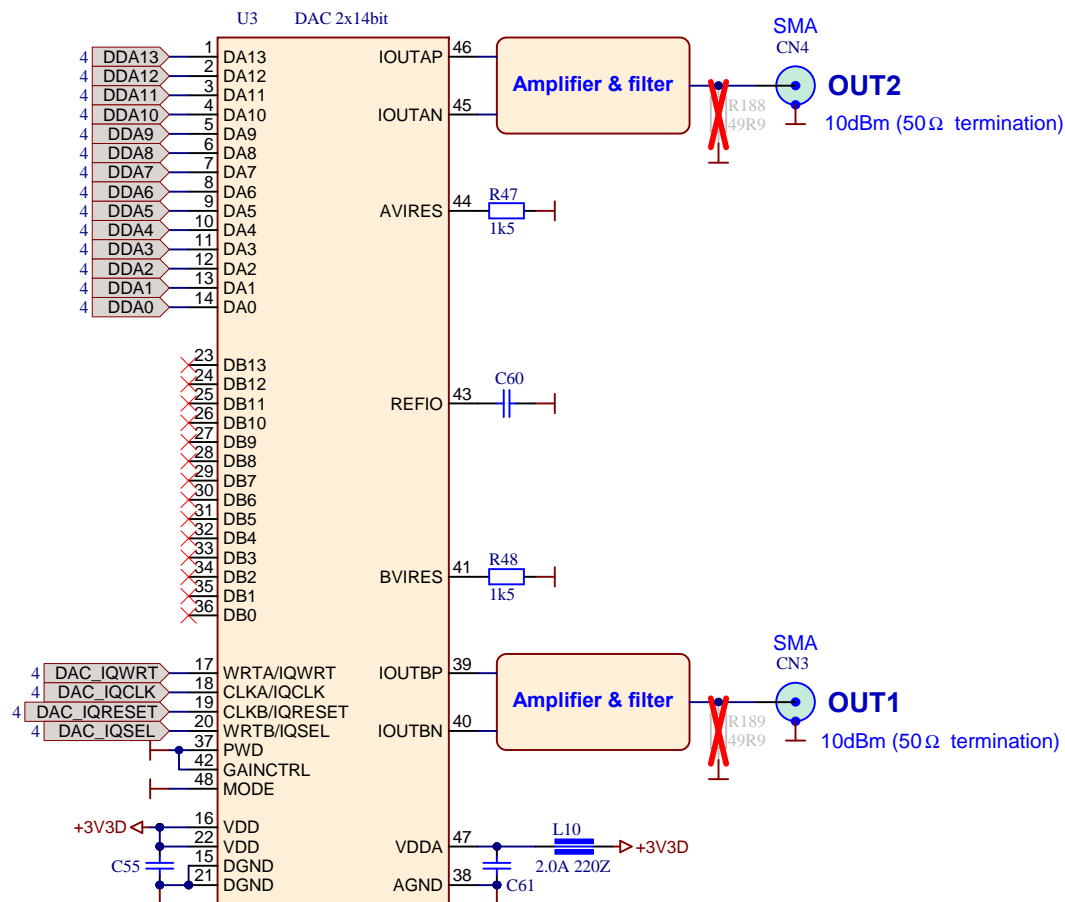 U3 DAC 2x14bit
SMA
CN4
4 DDA13 1 DA13 IOUTAP 46
4 DDA12 2 DA12
Amplifier & filter OUT2
4 DDA11 3 DA11
4 DDA10 4 DA10 IOUTAN 45 R188
49R9 10dBm (50Ω termination)
4 DDA9 5 DA9
4 DDA8 6 DA8
4 DDA7 7 DA7
4 DDA6 8 DA6 R47
4 DDA5 9 DA5 AVIRES 44
1k5
4 DDA4 10 DA4
4 DDA3 11 DA3
4 DDA2 12 DA2
4 DDA1 13 DA1
4 DDA0 14 DA0
23 DB13
24 DB12 C60
25 DB11 REFIO 43
26 DB10
27 DB9
28 DB8
29 DB7
30 DB6
31 DB5
32 DB4
33 DB3 R48
34 DB2 BVIRES 41
35 DB1 1k5
36 DB0
SMA
CN3
4 DAC_IQWRT 17 WRTA/IQWRT IOUTBP 39
4 DAC_IQCLK 18 CLKA/IQCLK
Amplifier & filter OUT1
4 DAC_IQRESET 19 CLKB/IQRESET
4 DAC_IQSEL 20 WRTB/IQSEL IOUTBN 40 R189
37 PWD 49R9 10dBm (50Ω termination)
42 GAINCTRL
48 MODE
+3V3D 16 VDD L10
22 VDD VDDA 47 +3V3D
C55 15 DGND 2.0A 220Z
21 DGND AGND 38 C61